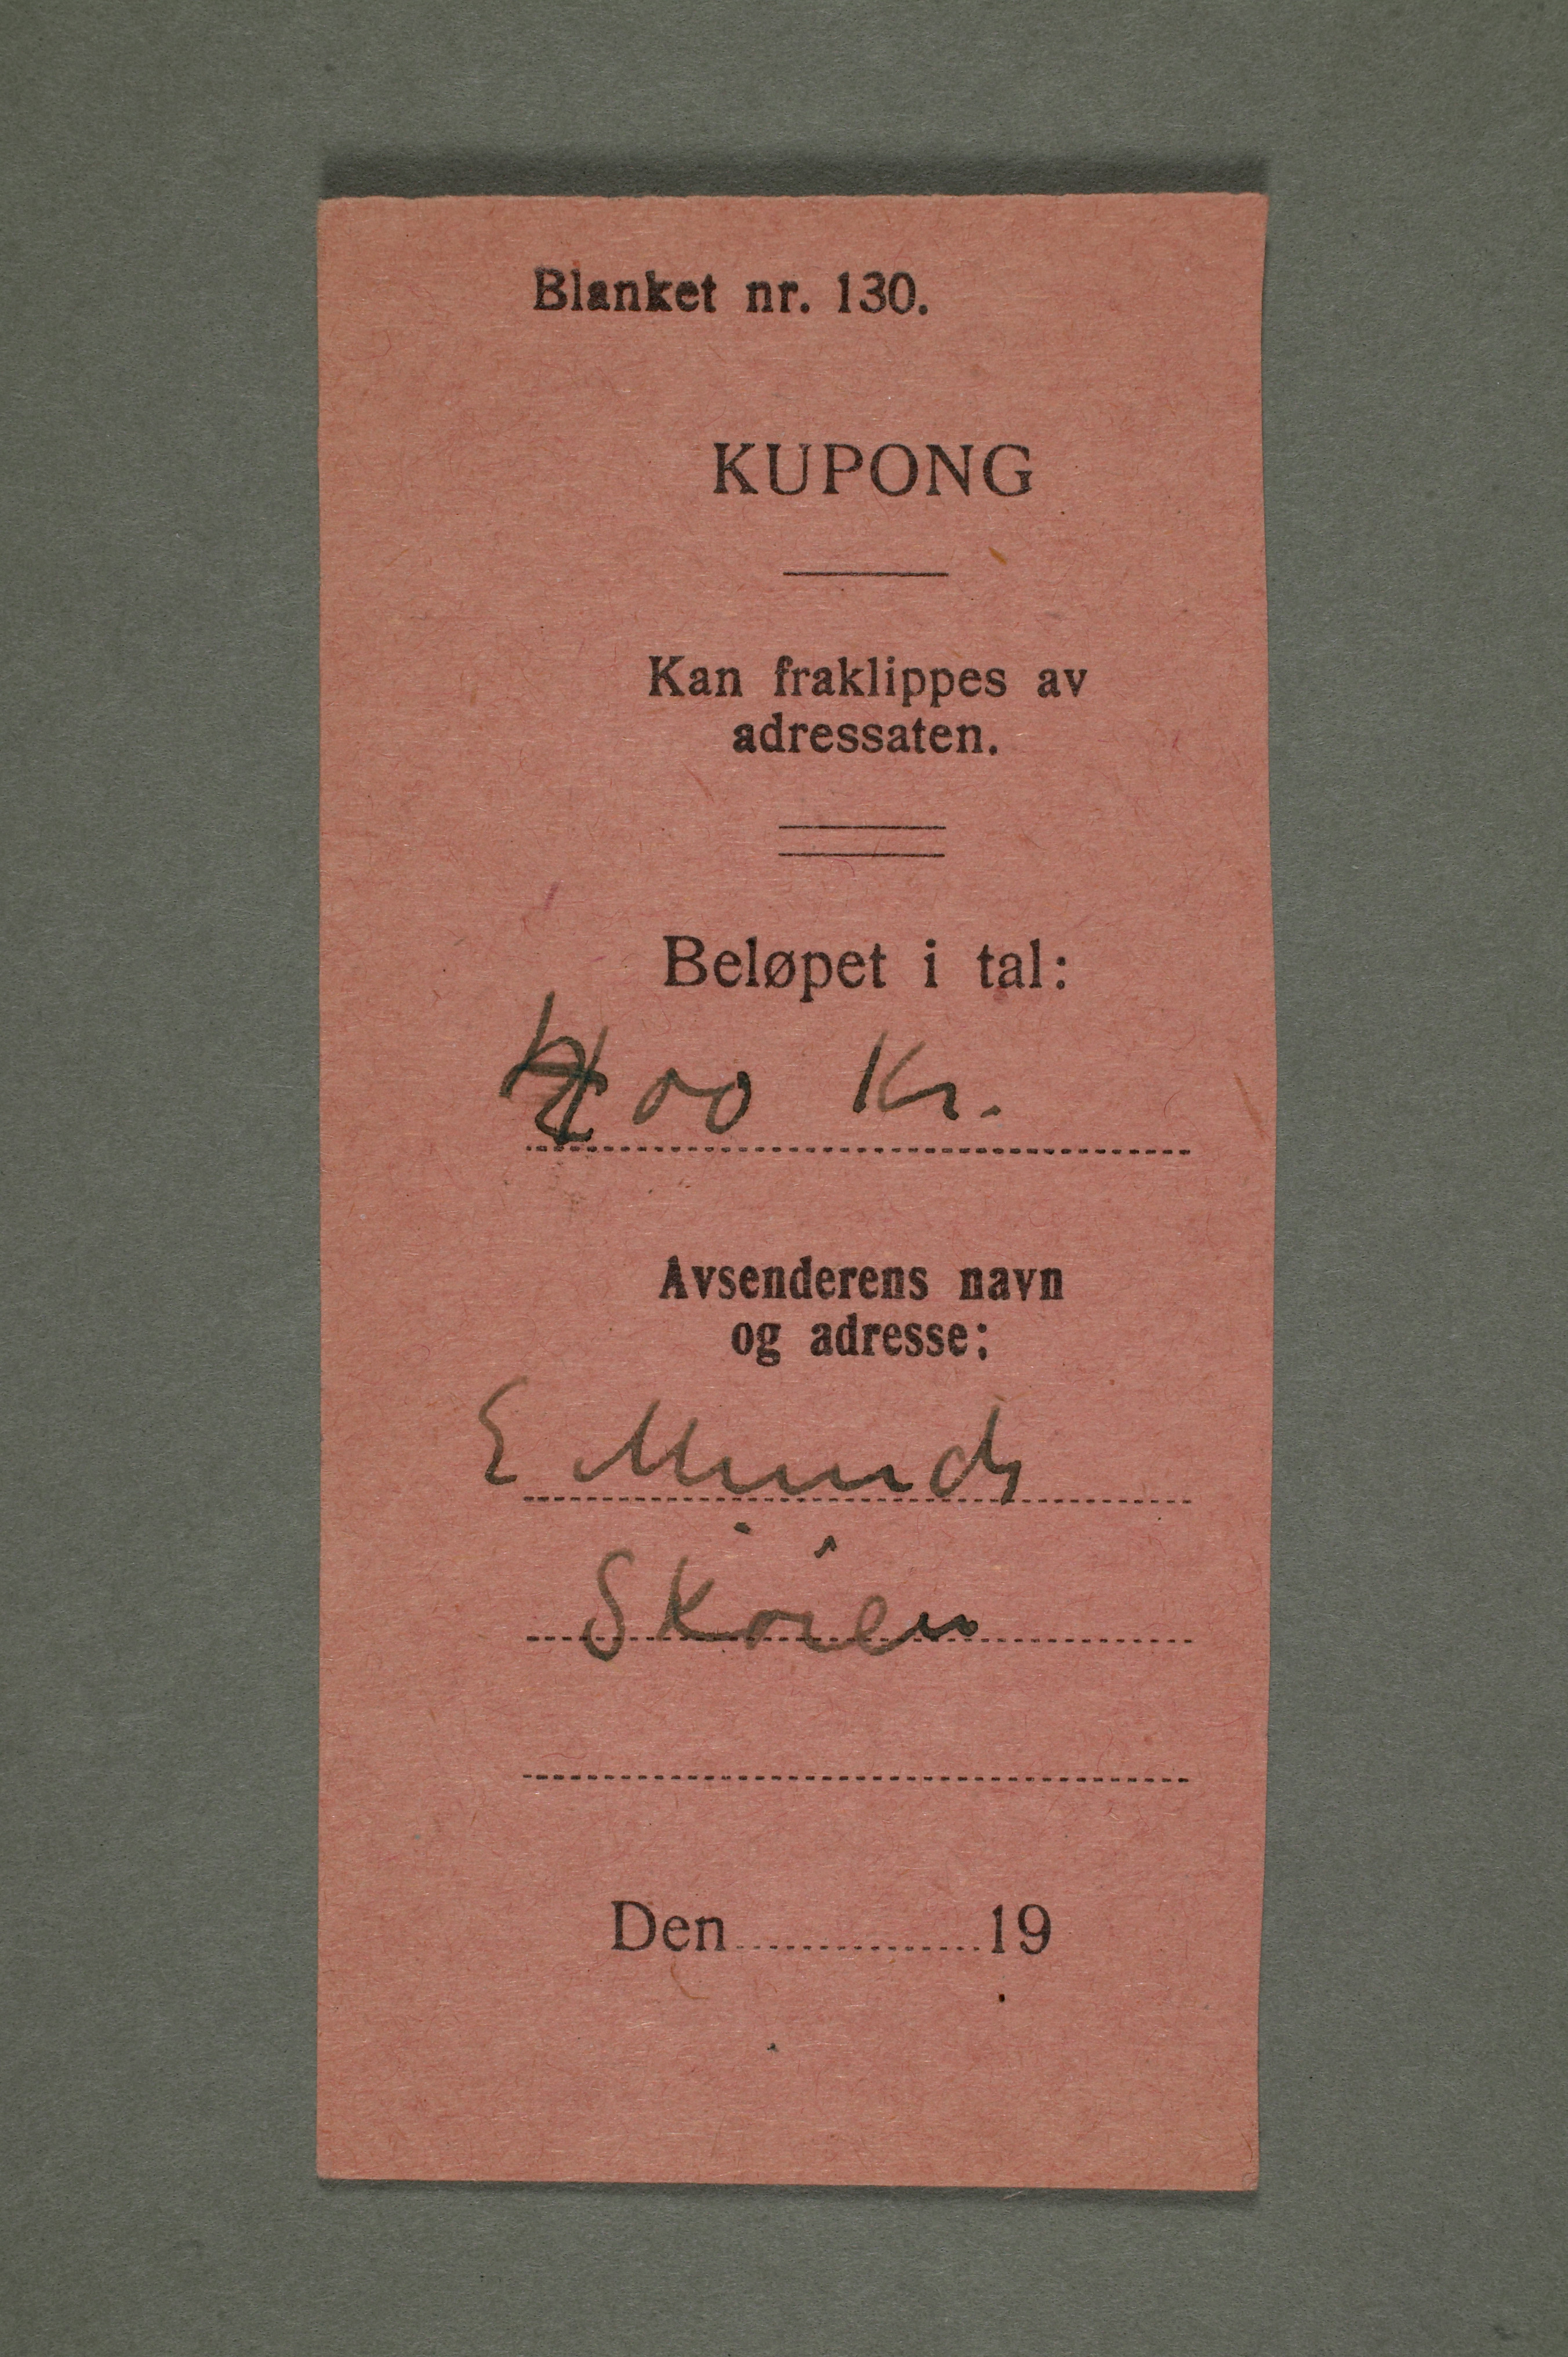 Blanket nr. 130.
KUPONG
Kan fraklippes av
adressaten.
Beløpet i tal:
Kr.
Avsenderens navn
og adresse:
E Munch
Skøien
Den 19